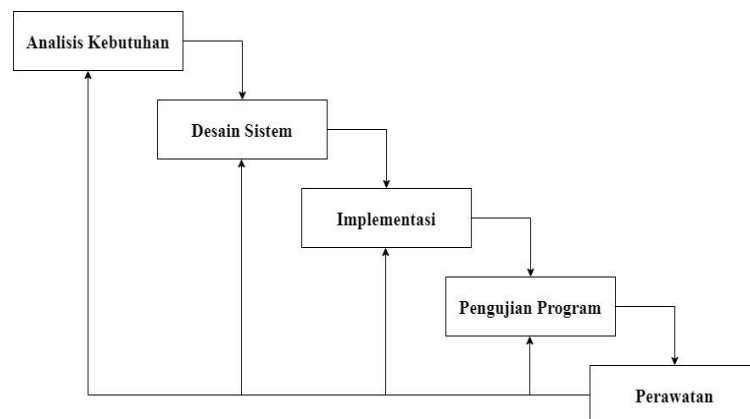 Analisis Kebutuhan
Desain Sistem
Implementasi
Pengujian Program
Perawatan